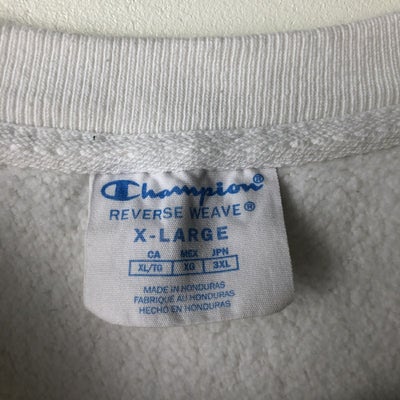 Champion®
REVERSE WEAVE®
X-LARGE
CA MEX JPN
XL/TG XG 3XL
MADE IN HONDURAS
FABRIQUÉ AU HONDURAS
HECHO EN HONDURAS